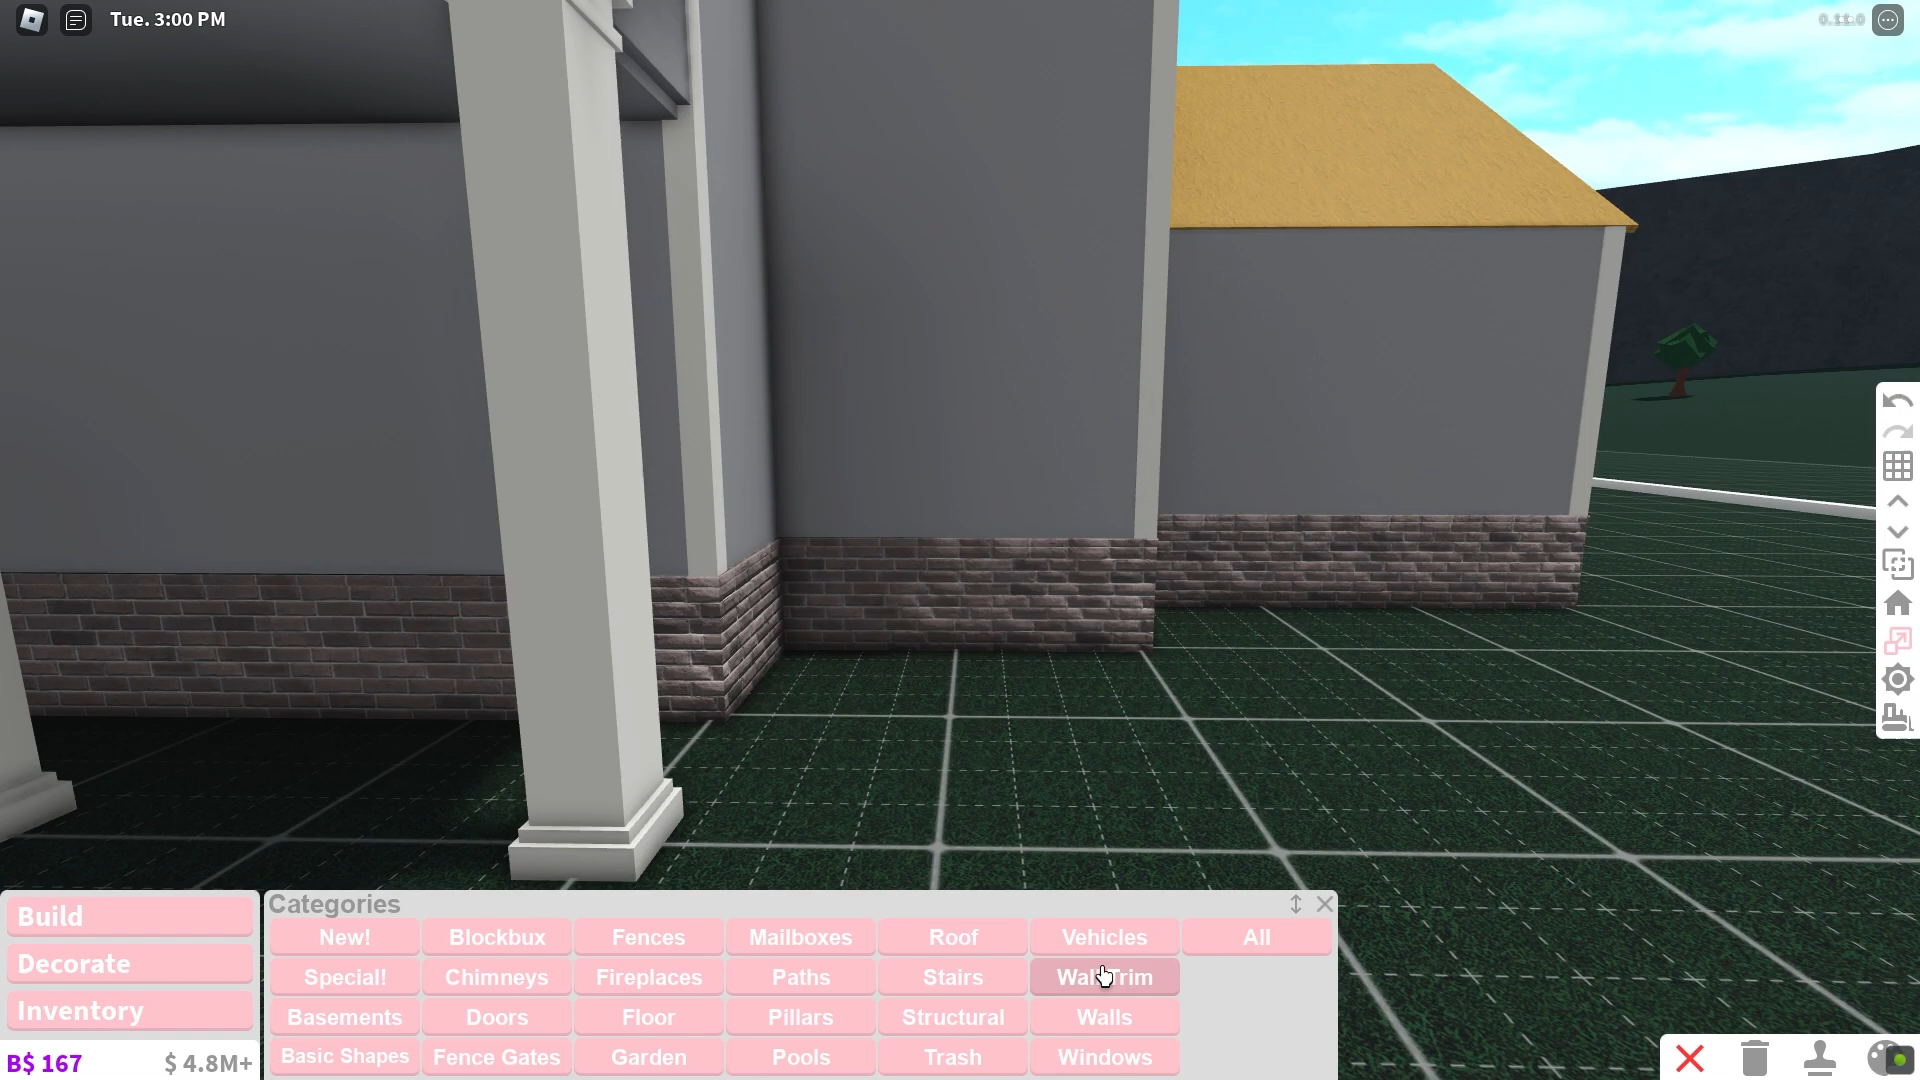 Tue. 3:00 PM
Categories
New! Blockbux Fences Mailboxes Roof Vehicles All
Special! Chimneys Fireplaces Paths Stairs Wall Trim
Basements Doors Floor Pillars Structural Walls
Basic Shapes Fence Gates Garden Pools Trash Windows
Build
Decorate
Inventory
B$ 167 $ 4.8M+